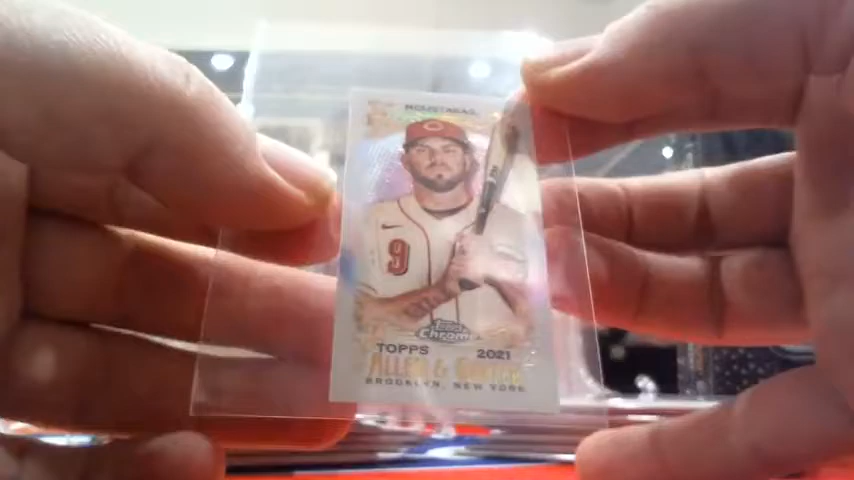 MOUSTAKAS
9
Topps
Chrome
TOPPS 2021
ALLEN & GINTER
BROOKLYN, NEW YORK